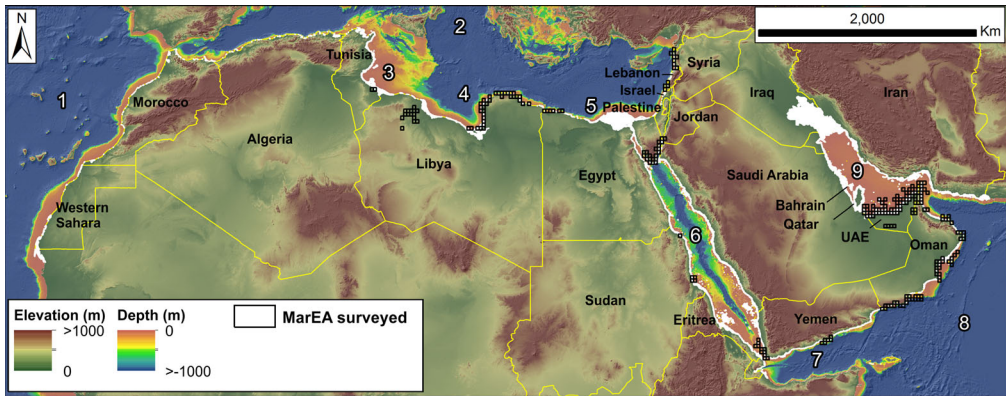 N
2,000
Km
2
1
Tunisia
3
4
5
Morocco
Algeria
Libya
Egypt
Lebanon
Israel
Palestine
Syria
Jordan
Iraq
Iran
Saudi Arabia
9
Bahrain
Qatar
UAE
Oman
Western
Sahara
6
Sudan
Eritrea
Yemen
7
8
Elevation (m)
>1000
0
Depth (m)
0
>-1000
MarEA surveyed